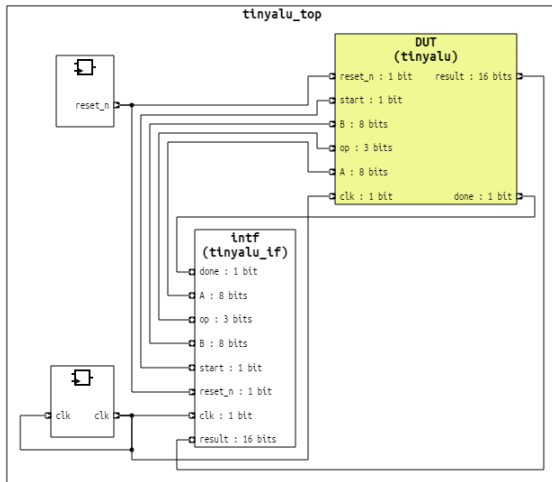 tinyalu_top
DUT
(tinyalu)
reset_n : 1 bit
result : 16 bits
start : 1 bit
B : 8 bits
op : 3 bits
A : 8 bits
clk : 1 bit
done : 1 bit
reset_n
intf
(tinyalu_if)
done : 1 bit
A : 8 bits
op : 3 bits
B : 8 bits
start : 1 bit
reset_n : 1 bit
clk : 1 bit
result : 16 bits
clk
clk